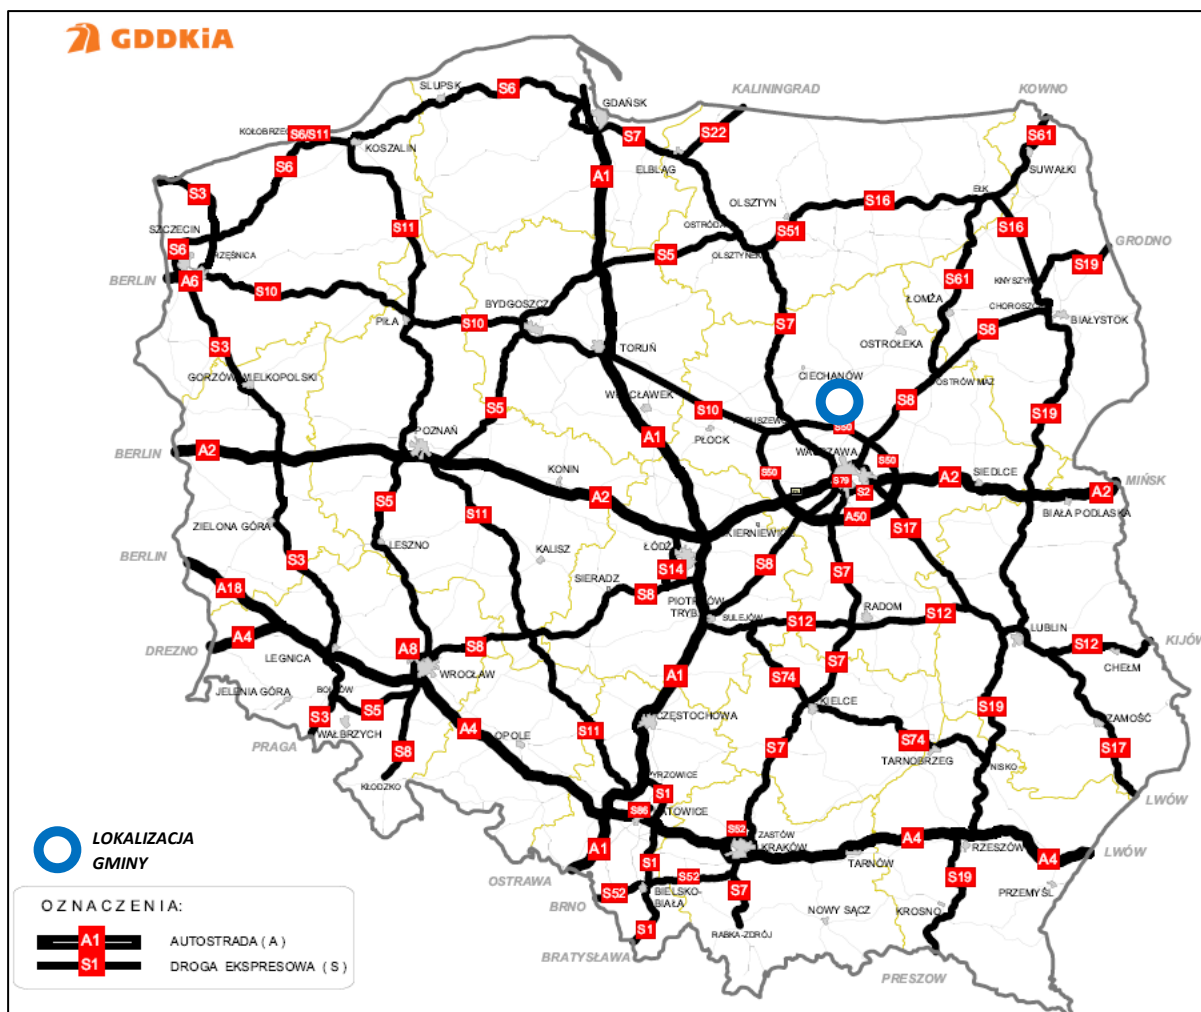 GDDKiA
KALININGRAD
KOWNO
SŁUPSK
S6
GDAŃSK
S22
S61
KOŁOBRZEG
S6/S11
KOSZALIN
S7
SUWAŁKI
S6
ELBLĄG
A1
S3
EŁK
OLSZTYN
S16
SZCZECIN
S11
OSTRÓDA
S51
S16
GRODNO
S6
S5
OLSZTYNEK
S19
BERLIN
A6
S10
S61
KNYSZYN
ŁOMŻA
CHOROSZCZ
BYDGOSZCZ
PIŁA
S10
S7
S8
BIAŁYSTOK
OSTROŁĘKA
S3
TORUŃ
GORZÓW WIELKOPOLSKI
CIECHANÓW
OSTRÓW MAZ
WŁOCŁAWEK
S5
S10
S8
S19
PŁOCK
S50
POZNAŃ
A1
BERLIN
A2
WARSZAWA
S50
KONIN
S50
S79
A2
SIEDLCE
MIŃSK
A2
S2
A2
S5
BIAŁA PODLASKA
S11
A50
ZIELONA GÓRA
S17
SKIERNIEWICE
LESZNO
ŁÓDŹ
BERLIN
KALISZ
S3
S8
S14
S7
SIERADZ
A18
S8
PIOTRKÓW
TRYB.
SULEJÓW
RADOM
S12
S12
A4
LUBLIN
KIJÓW
DREZNO
S12
A8
S8
LEGNICA
CHEŁM
S7
WROCŁAW
A1
S74
JELENIA GÓRA
KIELCE
S19
S5
S3
CZĘSTOCHOWA
ZAMOŚĆ
WAŁBRZYCH
A4
S11
OPOLE
S74
PRAGA
S7
S17
S8
TARNOBRZEG
NISKO
KŁODZKO
S1
LWÓW
S86
KATOWICE
S52
LOKALIZACJA
GMINY
ZASTÓW
A4
KRAKÓW
RZESZÓW
A1
LWÓW
TARNÓW
A4
S1
OSTRAWA
S52
S19
S52
BIELSKO-
BIAŁA
S7
PRZEMYŚL
BRNO
OZNACZENIA:
KROSNO
NOWY SĄCZ
S1
RABKA-ZDRÓJ
A1
AUTOSTRADA ( A )
BRATYSŁAWA
S1
DROGA EKSPRESOWA ( S )
PRESZOW